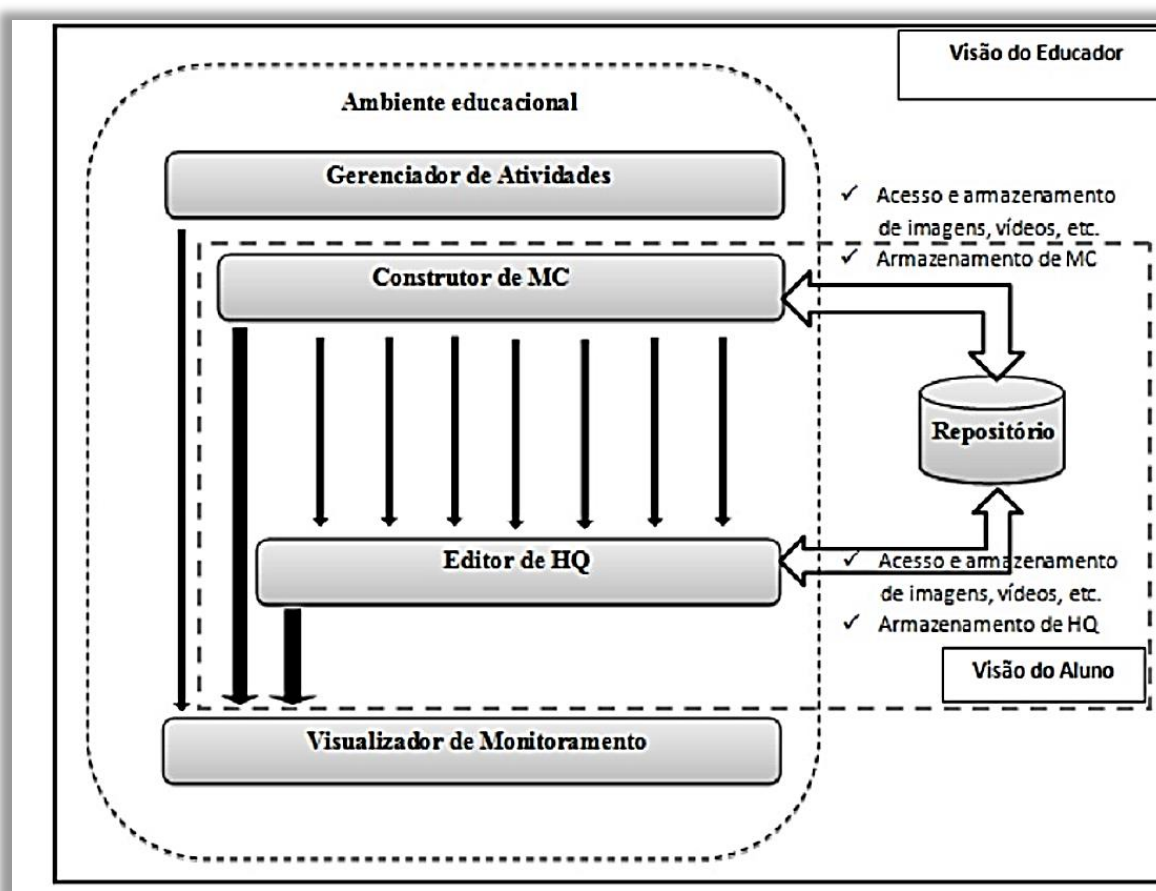 Visão do Educador
Ambiente educacional
Gerenciador de Atividades
✓ Acesso e armazenamento
de imagens, vídeos, etc.
✓ Armazenamento de MC
Construtor de MC
Repositório
Editor de HQ
✓ Acesso e armazenamento
de imagens, vídeos, etc.
✓ Armazenamento de HQ
Visão do Aluno
Visualizador de Monitoramento